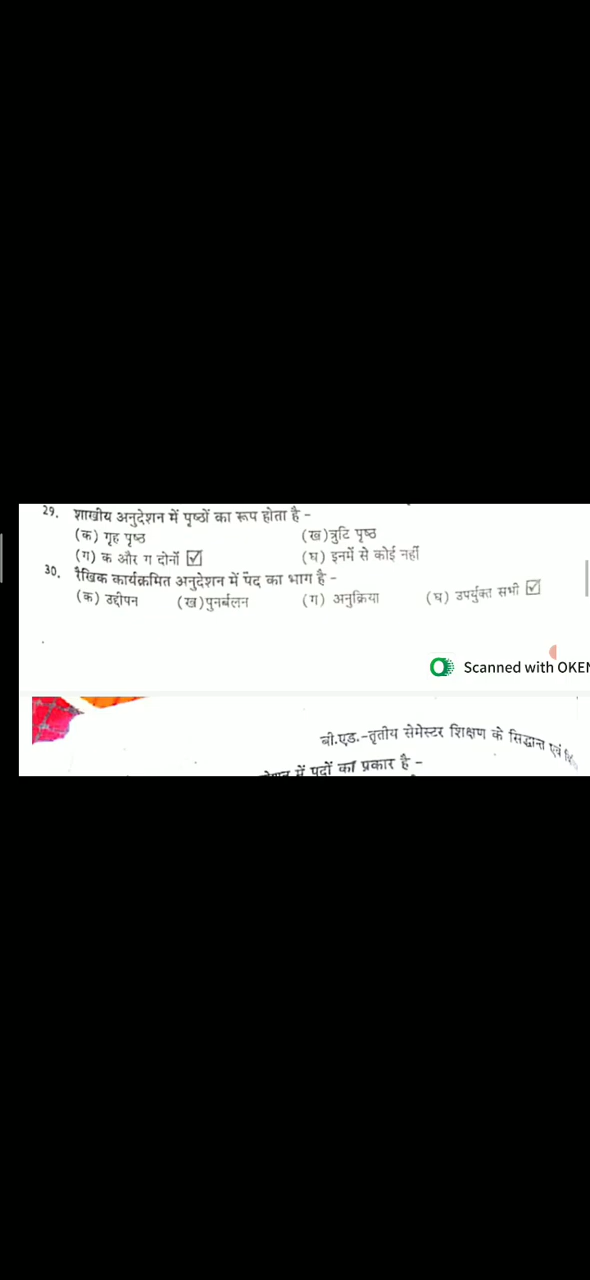 29. शाखीय अनुदेशन में पृष्ठों का रूप होता है -
(क) गृह पृष्ठ (ख) त्रुटि पृष्ठ
(ग) क और ग दोनों ☑ (घ) इनमें से कोई नहीं
30. रैखिक कार्यक्रमित अनुदेशन में पद का भाग है -
(क) उद्दीपन (ख) पुनर्बलन (ग) अनुक्रिया (घ) उपर्युक्त सभी ☑
Scanned with OKEN
बी.एड.-तृतीय सेमेस्टर शिक्षण के सिद्धान्त एवं
में पदों का प्रकार है -